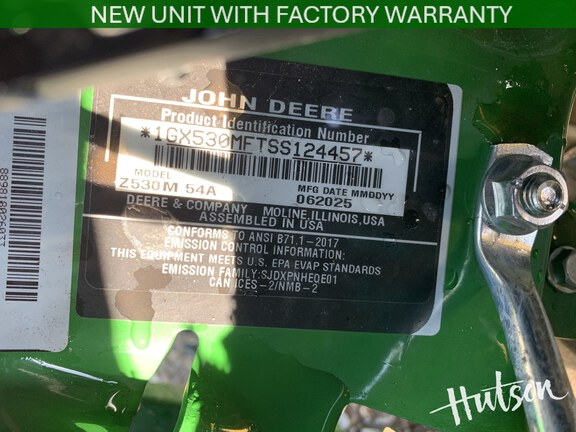 NEW UNIT WITH FACTORY WARRANTY
JOHN DEERE
Product Identification Number
*1GX530MFTSS124457*
MODEL
Z530M 54A
MFG DATE MMDDYY
062025
DEERE & COMPANY MOLINE, ILLINOIS, USA
ASSEMBLED IN USA
CONFORMS TO ANSI B71.1-2017
EMISSION CONTROL INFORMATION:
THIS EQUIPMENT MEETS U.S. EPA EVAP STANDARDS
EMISSION FAMILY: SJDXPNHEQE01
CAN ICES-2/NMB-2
Hutson